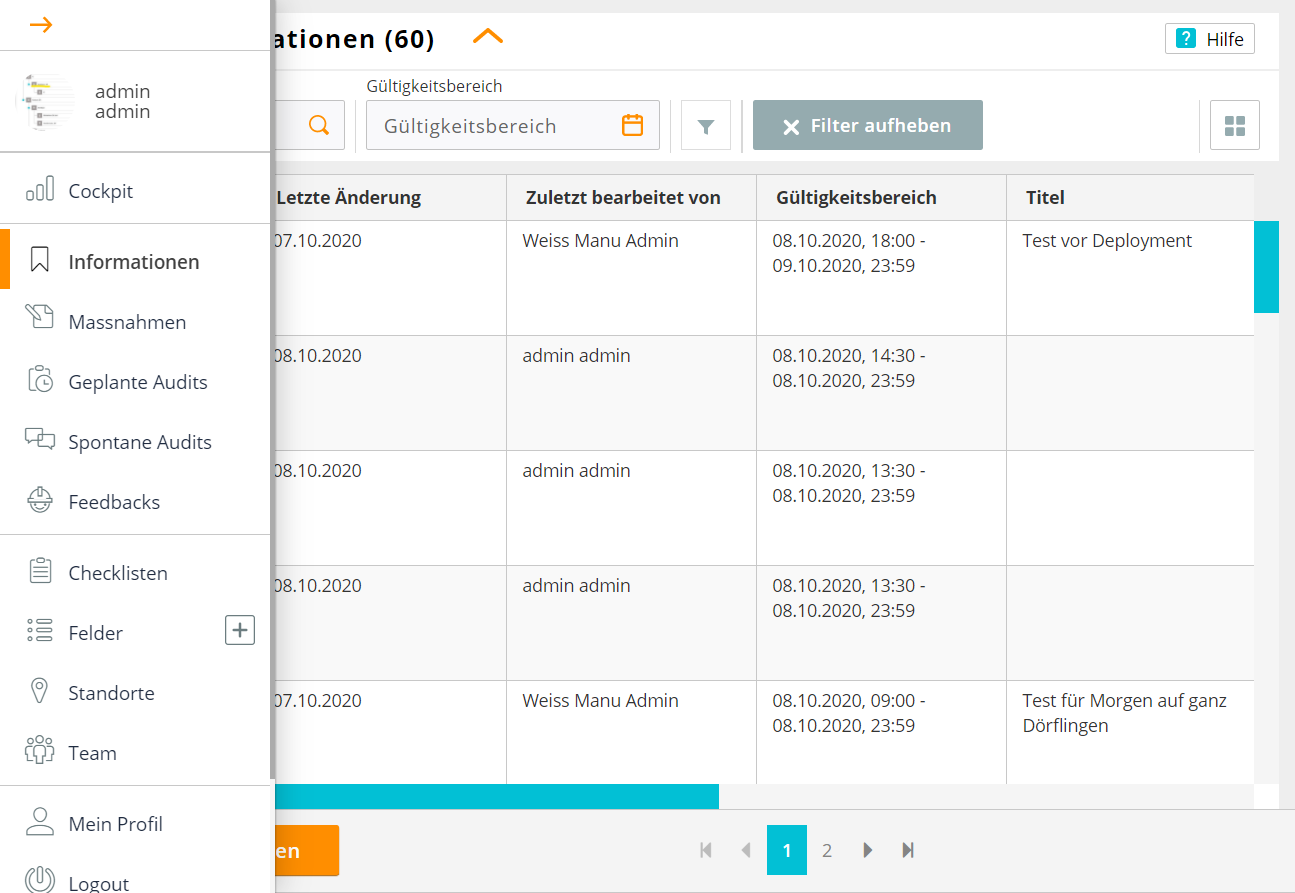 ationen (60)
? Hilfe
admin
admin
Gültigkeitsbereich
Gültigkeitsbereich
Filter aufheben
Cockpit
Informationen
Massnahmen
Geplante Audits
Spontane Audits
Feedbacks
Checklisten
Felder
Standorte
Team
Mein Profil
Logout
Letzte Änderung Zuletzt bearbeitet von Gültigkeitsbereich Titel
07.10.2020 Weiss Manu Admin 08.10.2020, 18:00 - Test vor Deployment
09.10.2020, 23:59
08.10.2020 admin admin 08.10.2020, 14:30 -
08.10.2020, 23:59
08.10.2020 admin admin 08.10.2020, 13:30 -
08.10.2020, 23:59
08.10.2020 admin admin 08.10.2020, 13:30 -
08.10.2020, 23:59
07.10.2020 Weiss Manu Admin 08.10.2020, 09:00 - Test für Morgen auf ganz
08.10.2020, 23:59 Dörflingen
en
1 2